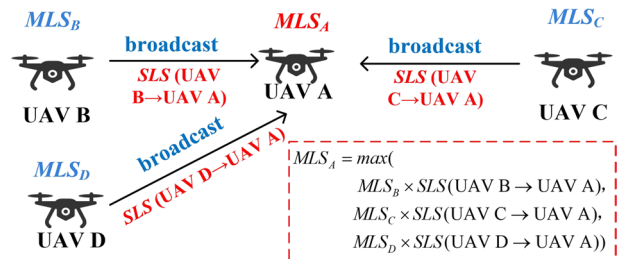 MLS_B
MLS_A
MLS_C
broadcast
broadcast
SLS (UAV
B→UAV A)
SLS (UAV
C→UAV A)
UAV B
UAV A
UAV C
MLS_D
broadcast
SLS (UAV D→UAV A)
UAV D
MLS_A = max(
MLS_B × SLS(UAV B → UAV A),
MLS_C × SLS(UAV C → UAV A),
MLS_D × SLS(UAV D → UAV A))